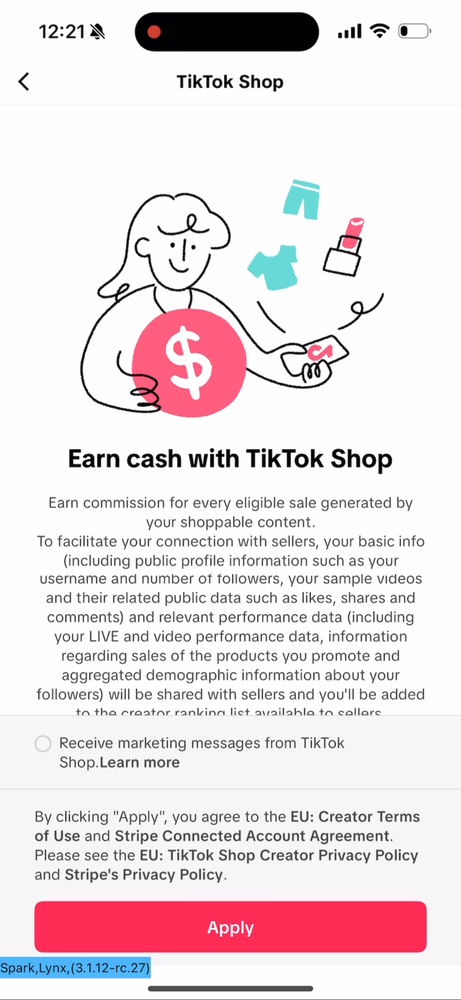 12:21
TikTok Shop
$
Earn cash with TikTok Shop
Earn commission for every eligible sale generated by
your shoppable content.
To facilitate your connection with sellers, your basic info
(including public profile information such as your
username and number of followers, your sample videos
and their related public data such as likes, shares and
comments) and relevant performance data (including
your LIVE and video performance data, information
regarding sales of the products you promote and
aggregated demographic information about your
followers) will be shared with sellers and you'll be added
to the creator ranking list available to sellers
Receive marketing messages from TikTok
Shop.Learn more
By clicking "Apply", you agree to the EU: Creator Terms
of Use and Stripe Connected Account Agreement.
Please see the EU: TikTok Shop Creator Privacy Policy
and Stripe's Privacy Policy.
Apply
Spark,Lynx,(3.1.12-rc.27)